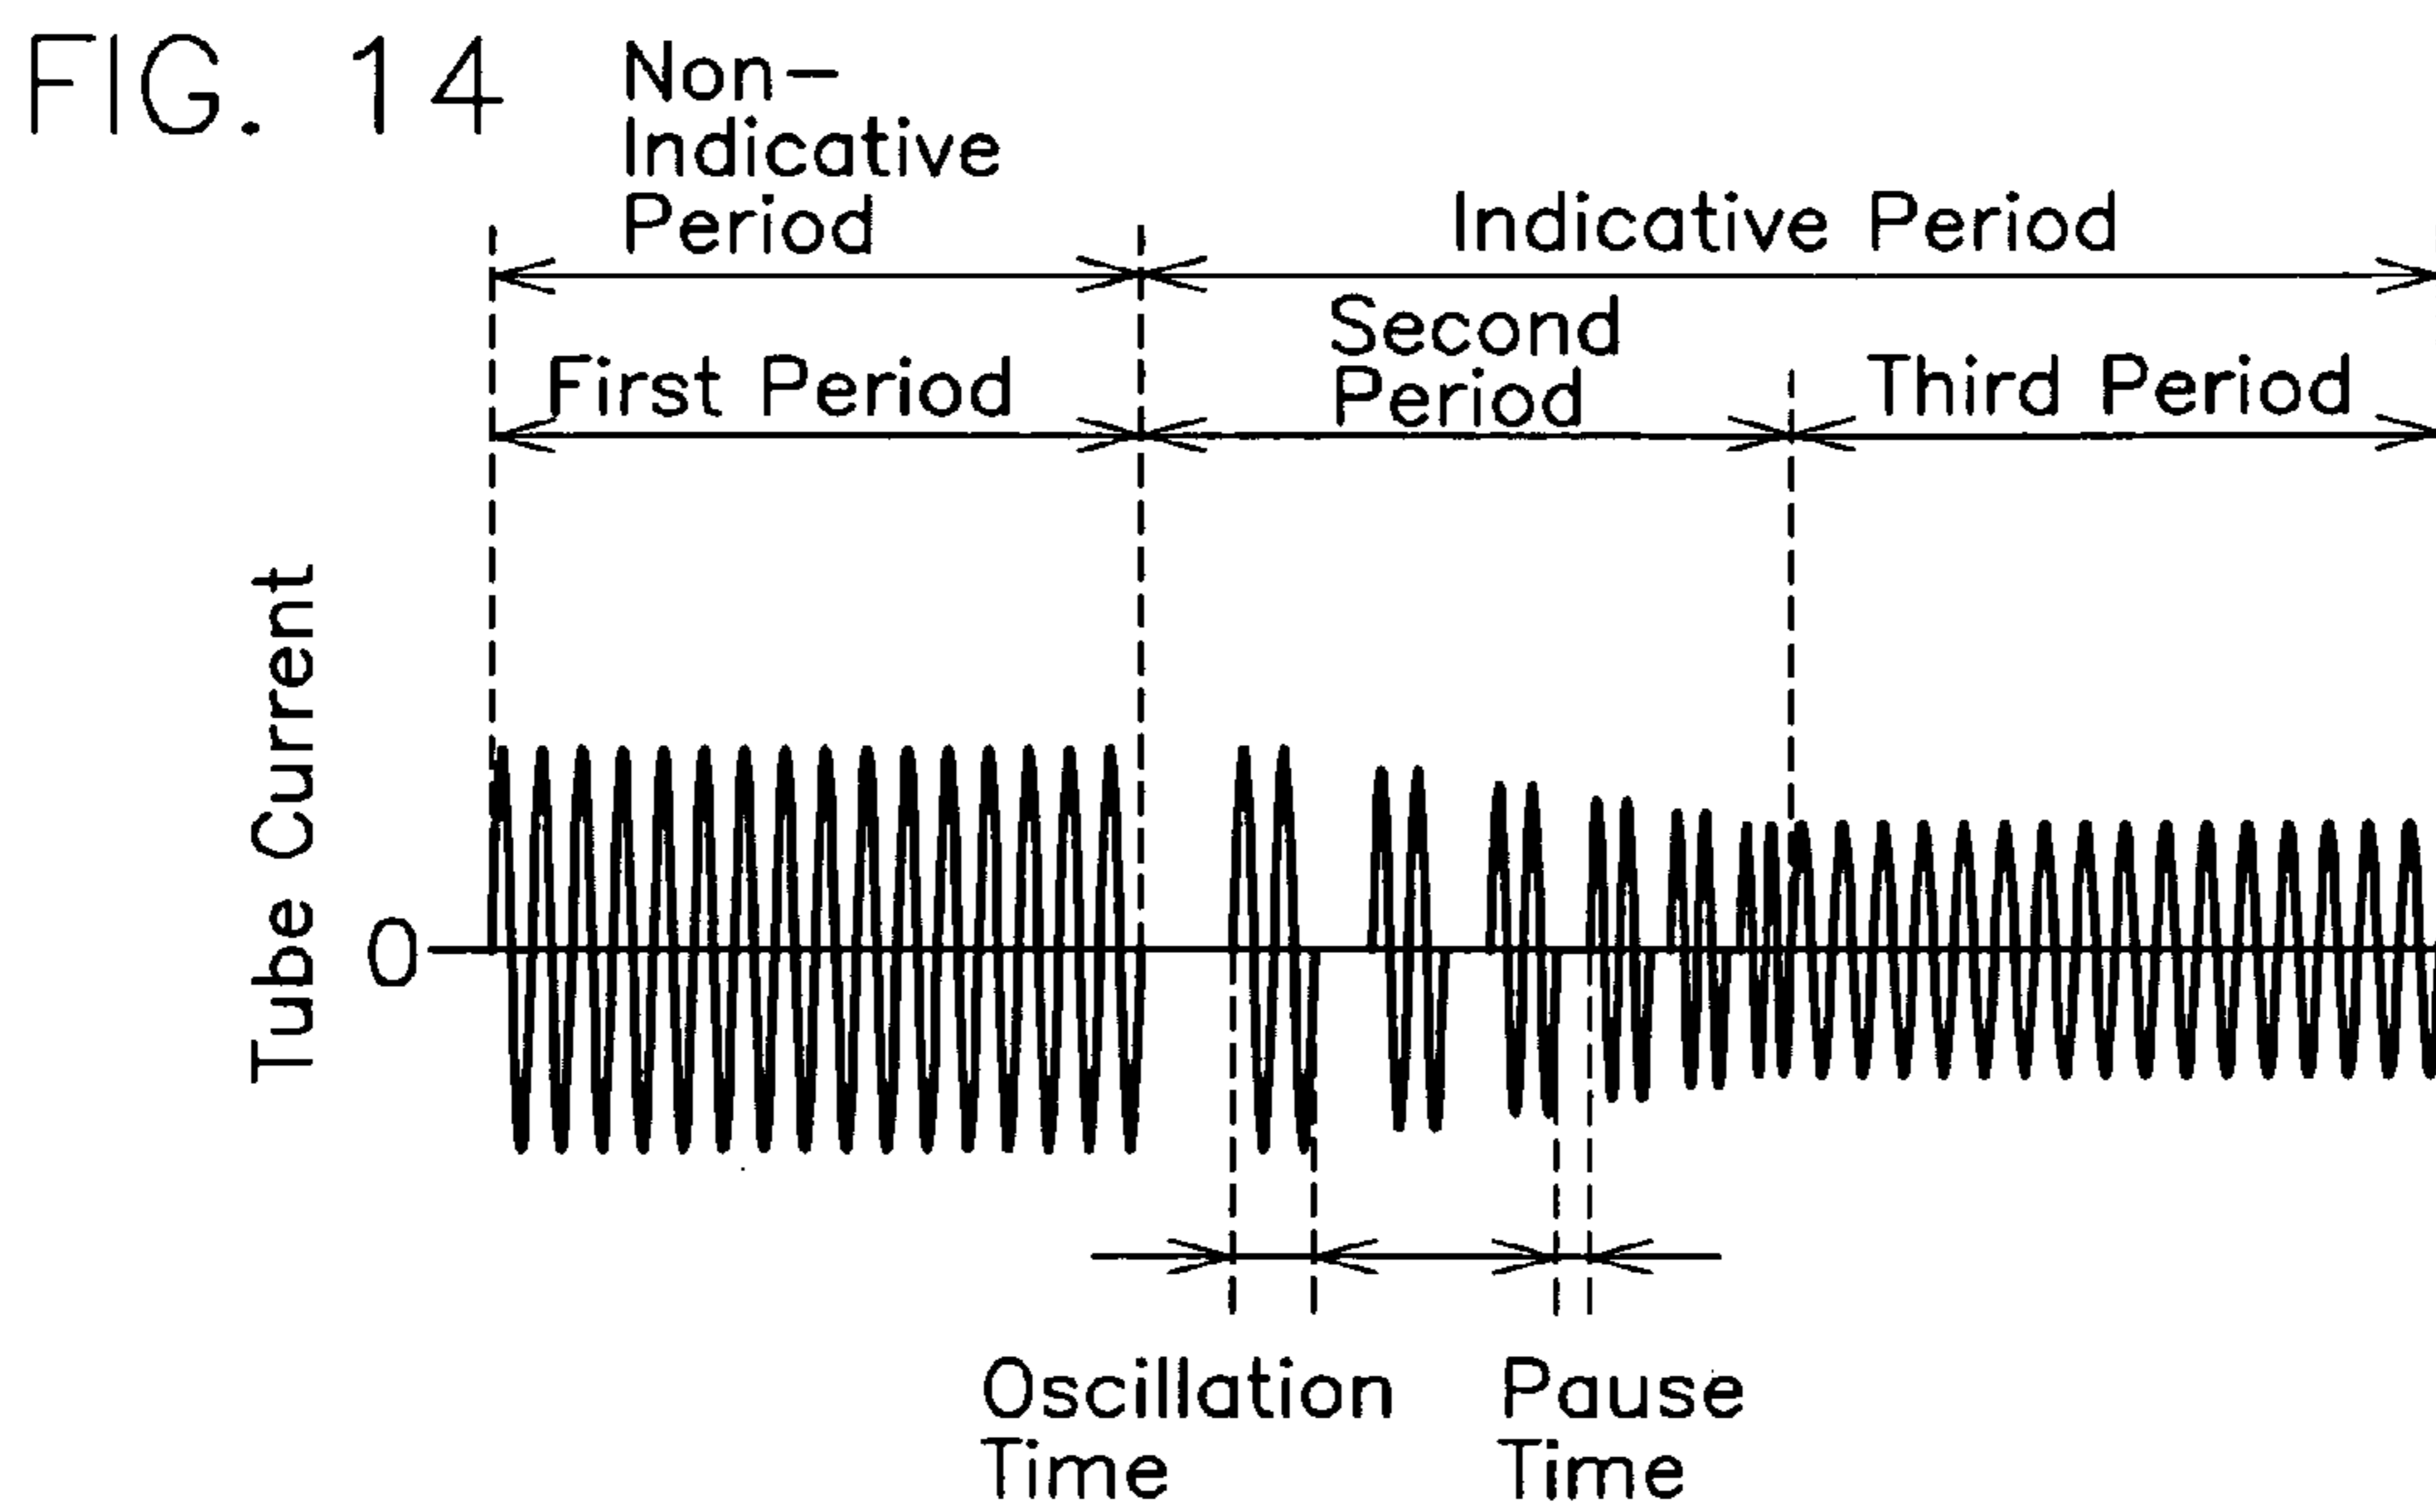 FIG. 14
Non-
Indicative
Period
Indicative Period
First Period
Second
Period
Third Period
Tube Current
0
Oscillation
Time
Pause
Time